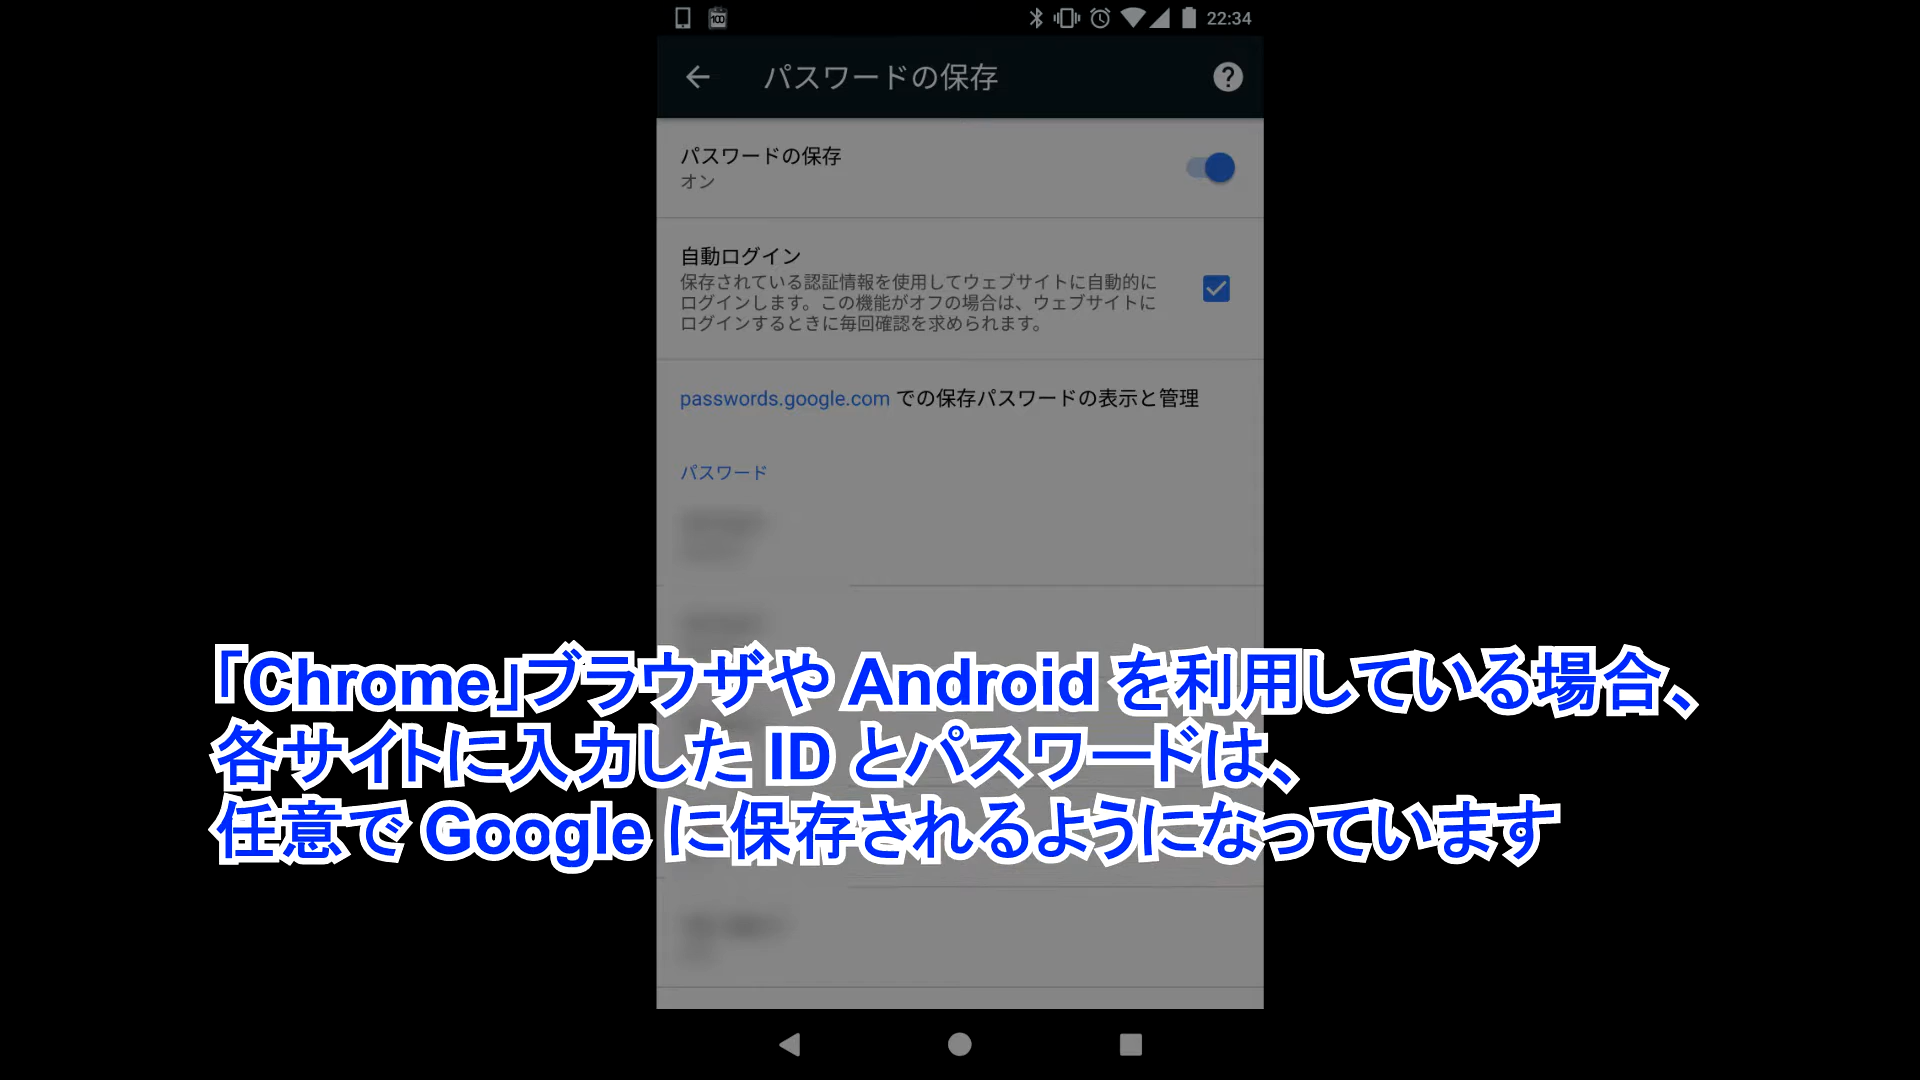 100
22:34
パスワードの保存
パスワードの保存
オン
自動ログイン
保存されている認証情報を使用してウェブサイトに自動的に
ログインします。この機能がオフの場合は、ウェブサイトに
ログインするときに毎回確認を求められます。
passwords.google.com での保存パスワードの表示と管理
パスワード
「Chrome」ブラウザや Android を利用している場合、
各サイトに入力した ID とパスワードは、
任意で Google に保存されるようになっています